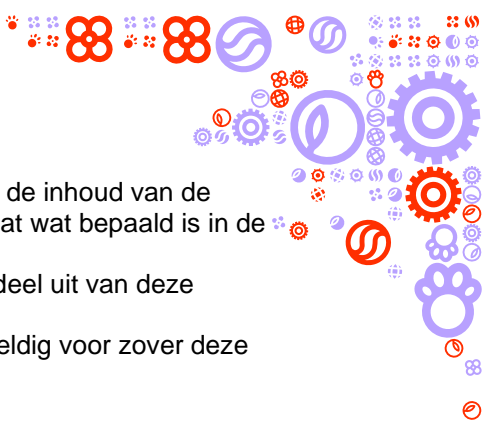 de inhoud van de
at wat bepaald is in de
deel uit van deze
eldig voor zover deze